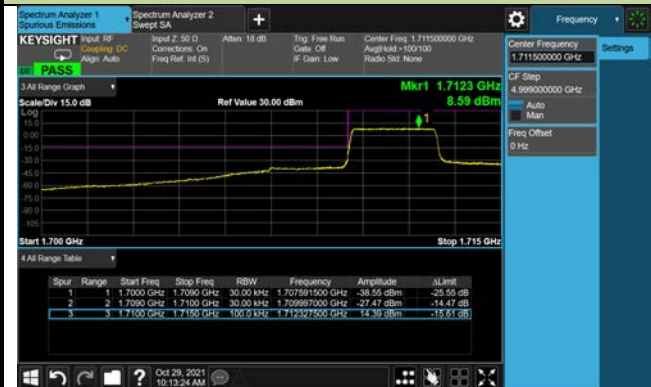 Spectrum Analyzer 1
Spurious Emissions
Spectrum Analyzer 2
Swept SA
+
Frequency
KEYSIGHT
Input: RF
Coupling: DC
Align: Auto
Input Z: 50 Ω
Corrections: On
Freq Ref: Int (S)
Atten: 18 dB
Trig: Free Run
Gate: Off
IF Gain: Low
Center Freq: 1.711500000 GHz
Avg|Hold:>100/100
Radio Std: None
PASS
Center Frequency
1.711500000 GHz
Settings
CF Step
4.999000000 GHz
Auto
Man
Freq Offset
0 Hz
3 All Range Graph
Mkr1 1.7123 GHz
Scale/Div 15.0 dB
Ref Value 30.00 dBm
8.59 dBm
Log
15.0
0.00
-15.0
-30.0
-45.0
-60.0
-75.0
-90.0
-105
1
Start 1.700 GHz
Stop 1.715 GHz
4 All Range Table
Spur Range Start Freq Stop Freq RBW Frequency Amplitude ΔLimit
1 1 1.7000 GHz 1.7090 GHz 30.00 kHz 1.707591500 GHz -38.55 dBm -25.55 dB
2 2 1.7090 GHz 1.7100 GHz 30.00 kHz 1.709997000 GHz -27.47 dBm -14.47 dB
3 3 1.7100 GHz 1.7150 GHz 100.0 kHz 1.712327500 GHz 14.39 dBm -15.61 dB
?
Oct 29, 2021
10:13:24 AM